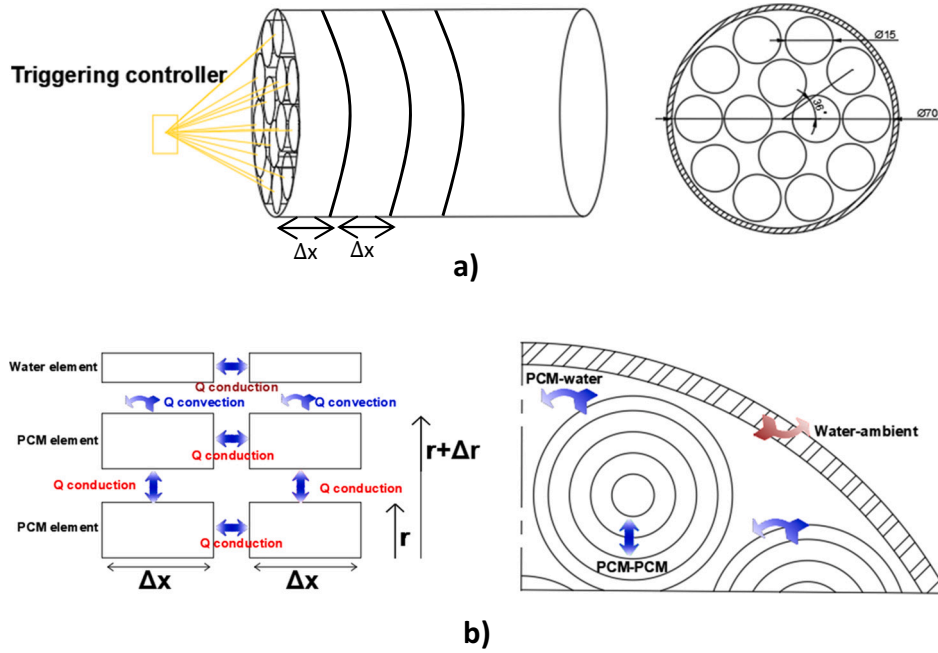 Triggering controller
Δx
Δx
Ø15
36°
Ø70
a)
Water element
Q conduction
Q convection
Q convection
PCM element
Q conduction
r+Δr
Q conduction
Q conduction
PCM element
Q conduction
r
Δx
Δx
PCM-water
Water-ambient
PCM-PCM
b)